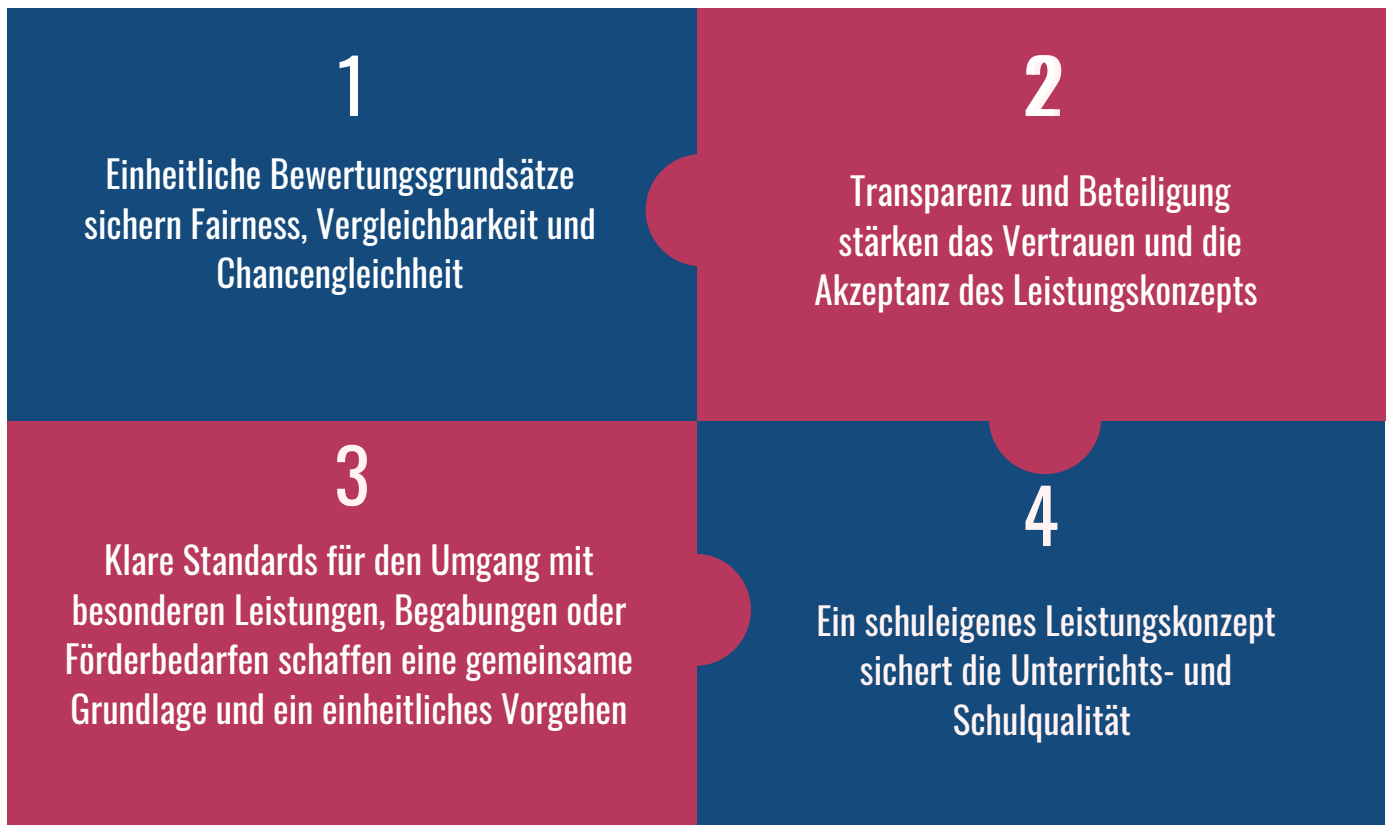 1
Einheitliche Bewertungsgrundsätze
sichern Fairness, Vergleichbarkeit und
Chancengleichheit
2
Transparenz und Beteiligung
stärken das Vertrauen und die
Akzeptanz des Leistungskonzepts
3
Klare Standards für den Umgang mit
besonderen Leistungen, Begabungen oder
Förderbedarfen schaffen eine gemeinsame
Grundlage und ein einheitliches Vorgehen
4
Ein schuleigenes Leistungskonzept
sichert die Unterrichts- und
Schulqualität